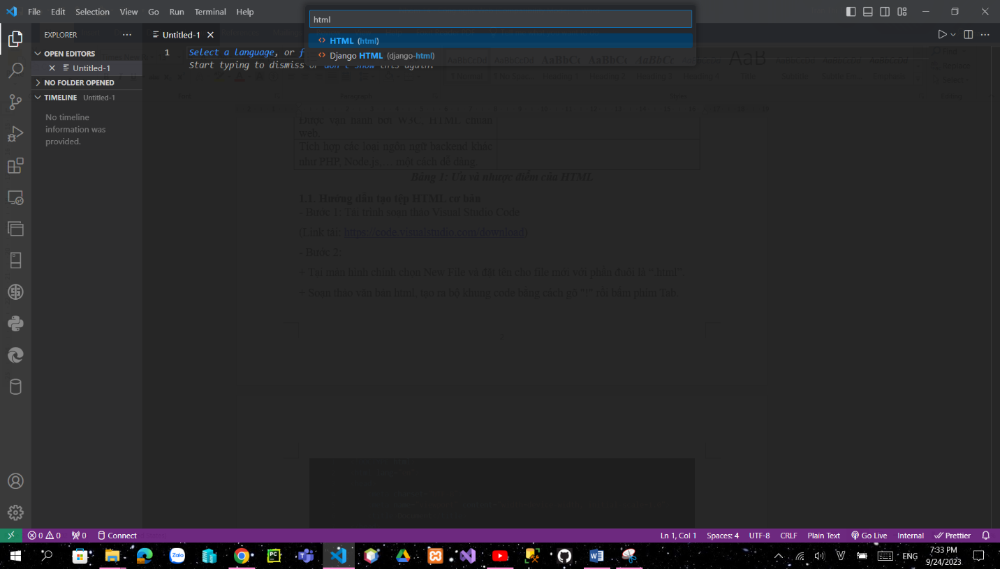 File Edit Selection View Go Run Terminal Help
html
HTML (html)
Django HTML (django-html)
EXPLORER
Untitled-1
OPEN EDITORS
Untitled-1
NO FOLDER OPENED
TIMELINE Untitled-1
No timeline
information was
provided.
1
Select a language, or f
Start typing to dismiss or don't show this again.
Được vận hành bởi W3C, HTML chuẩn
web.
Tích hợp các loại ngôn ngữ backend khác
như PHP, Node.js,… một cách dễ dàng.
Bảng 1: Ưu và nhược điểm của HTML
1.1. Hướng dẫn tạo tệp HTML cơ bản
- Bước 1: Tải trình soạn thảo Visual Studio Code
(Link tải: https://code.visualstudio.com/download)
- Bước 2:
+ Tại màn hình chính chọn New File và đặt tên cho file mới với phần đuôi là “.html”.
+ Soạn thảo văn bản html, tạo ra bộ khung code bằng cách gõ "!" rồi bấm phím Tab.
0 0 0 Connect
Ln 1, Col 1 Spaces: 4 UTF-8 CRLF Plain Text Go Live Internal Prettier
Zalo
PC
ENG
7:33 PM
9/24/2023